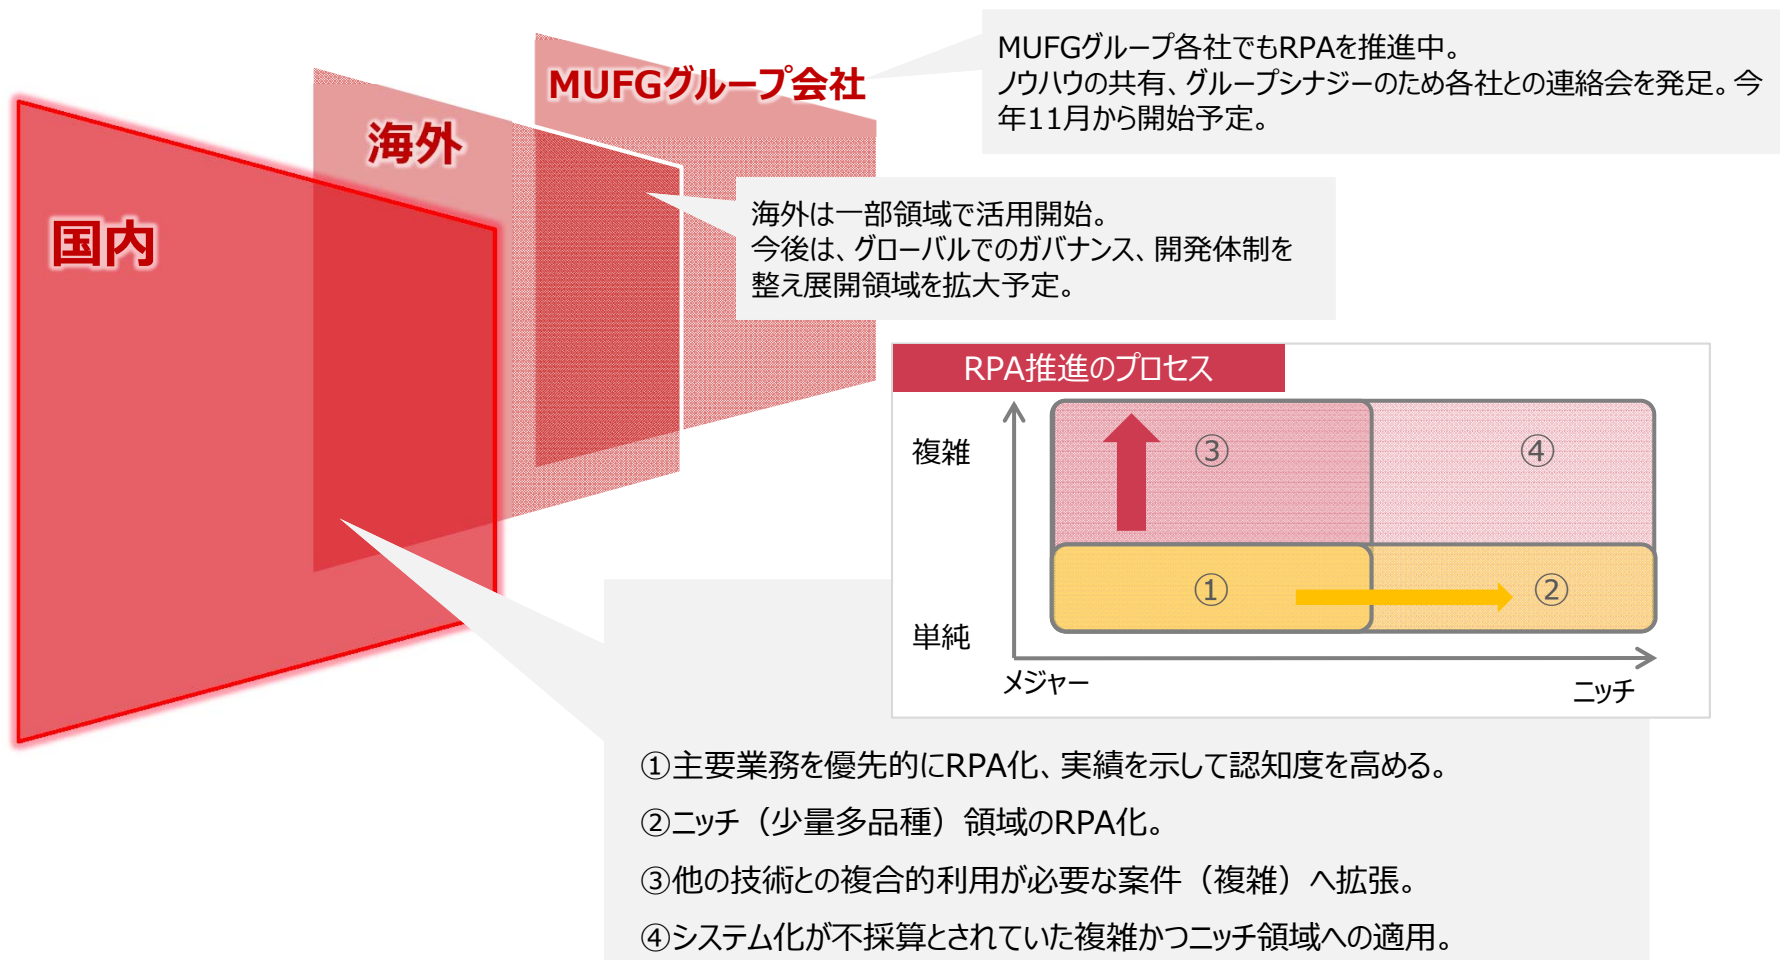 MUFGグループ会社
海外
国内
MUFGグループ各社でもRPAを推進中。
ノウハウの共有、グループシナジーのため各社との連絡会を発足。今
年11月から開始予定。
海外は一部領域で活用開始。
今後は、グローバルでのガバナンス、開発体制を
整え展開領域を拡大予定。
RPA推進のプロセス
複雑
③
④
①
②
単純
メジャー
ニッチ
①主要業務を優先的にRPA化、実績を示して認知度を高める。
②ニッチ（少量多品種）領域のRPA化。
③他の技術との複合的利用が必要な案件（複雑）へ拡張。
④システム化が不採算とされていた複雑かつニッチ領域への適用。